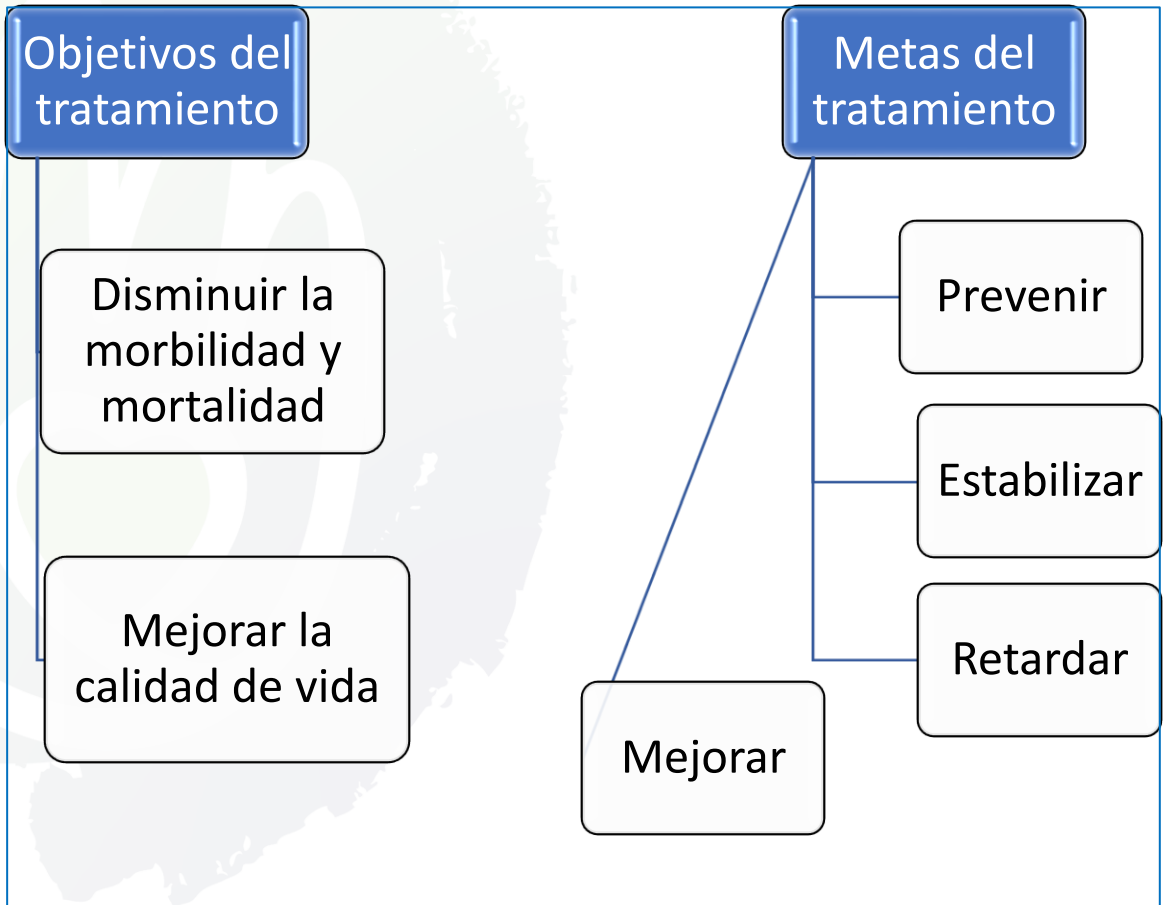 Objetivos del
tratamiento
Disminuir la
morbilidad y
mortalidad
Mejorar la
calidad de vida
Metas del
tratamiento
Prevenir
Estabilizar
Retardar
Mejorar